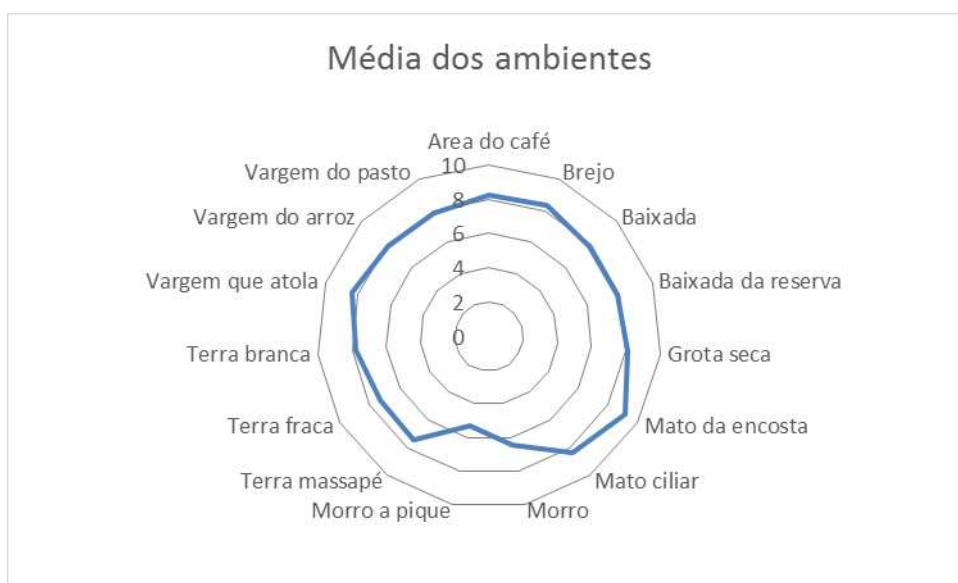 Média dos ambientes
Area do café
Brejo
Baixada
Baixada da reserva
Grota seca
Mato da encosta
Mato ciliar
Morro
Morro a pique
Terra massapé
Terra fraca
Terra branca
Vargem que atola
Vargem do arroz
Vargem do pasto
10
8
6
4
2
0